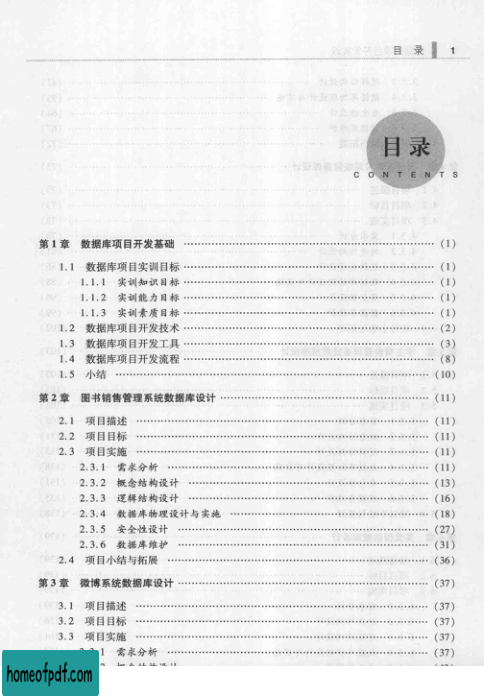 目 录 1
目录
CONTENTS
第1章 数据库项目开发基础 …… (1)
1.1 数据库项目实训目标 …… (1)
1.1.1 实训知识目标 …… (1)
1.1.2 实训能力目标 …… (1)
1.1.3 实训素质目标 …… (1)
1.2 数据库项目开发技术 …… (2)
1.3 数据库项目开发工具 …… (3)
1.4 数据库项目开发流程 …… (8)
1.5 小结 …… (10)
第2章 图书销售管理系统数据库设计 …… (11)
2.1 项目描述 …… (11)
2.2 项目目标 …… (11)
2.3 项目实施 …… (11)
2.3.1 需求分析 …… (11)
2.3.2 概念结构设计 …… (13)
2.3.3 逻辑结构设计 …… (16)
2.3.4 数据库物理设计与实施 …… (18)
2.3.5 安全性设计 …… (27)
2.3.6 数据库维护 …… (31)
2.4 项目小结与拓展 …… (36)
第3章 微博系统数据库设计 …… (37)
3.1 项目描述 …… (37)
3.2 项目目标 …… (37)
3.3 项目实施 …… (37)
3.3.1 需求分析 …… (37)
homeofpdf.com